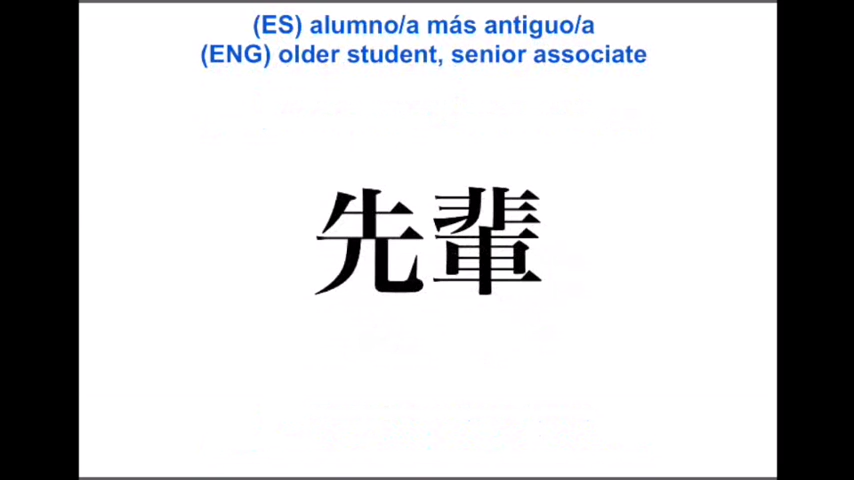 (ES) alumno/a más antiguo/a
(ENG) older student, senior associate
先輩